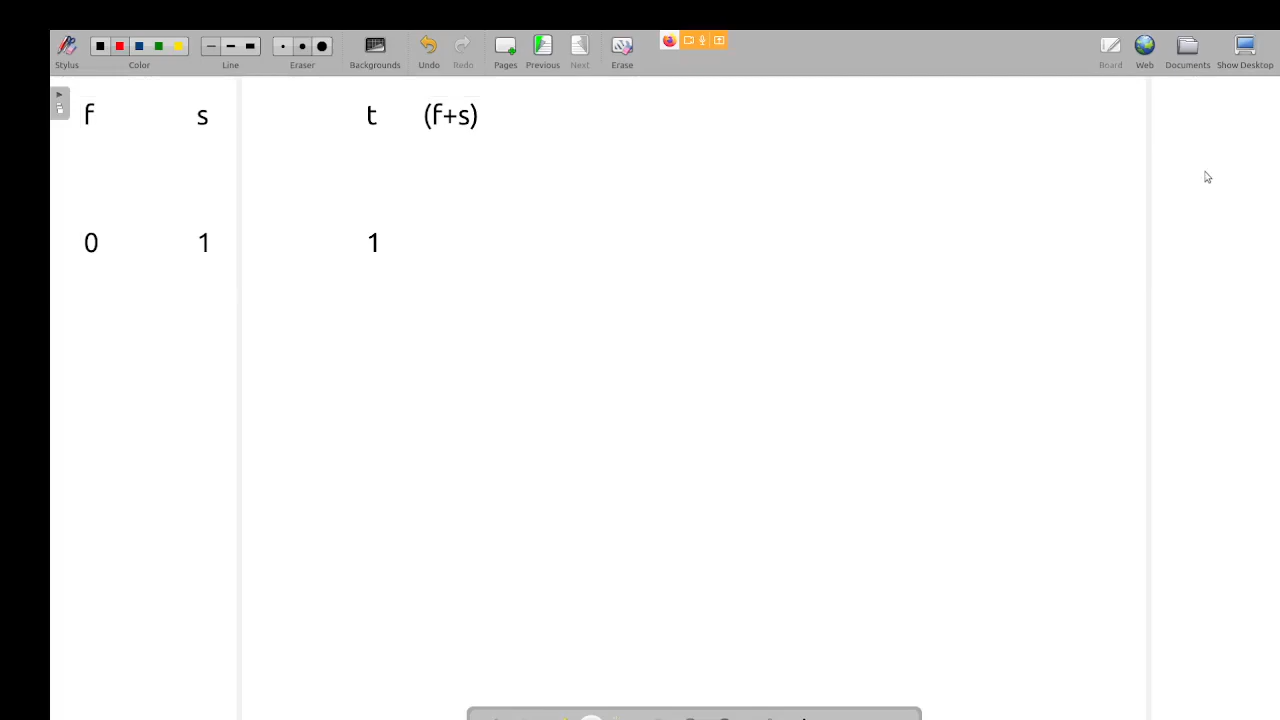 Stylus Color Line Eraser Backgrounds Undo Redo Pages Previous Next Erase Board Web Documents Show Desktop
f s t (f+s)
0 1 1